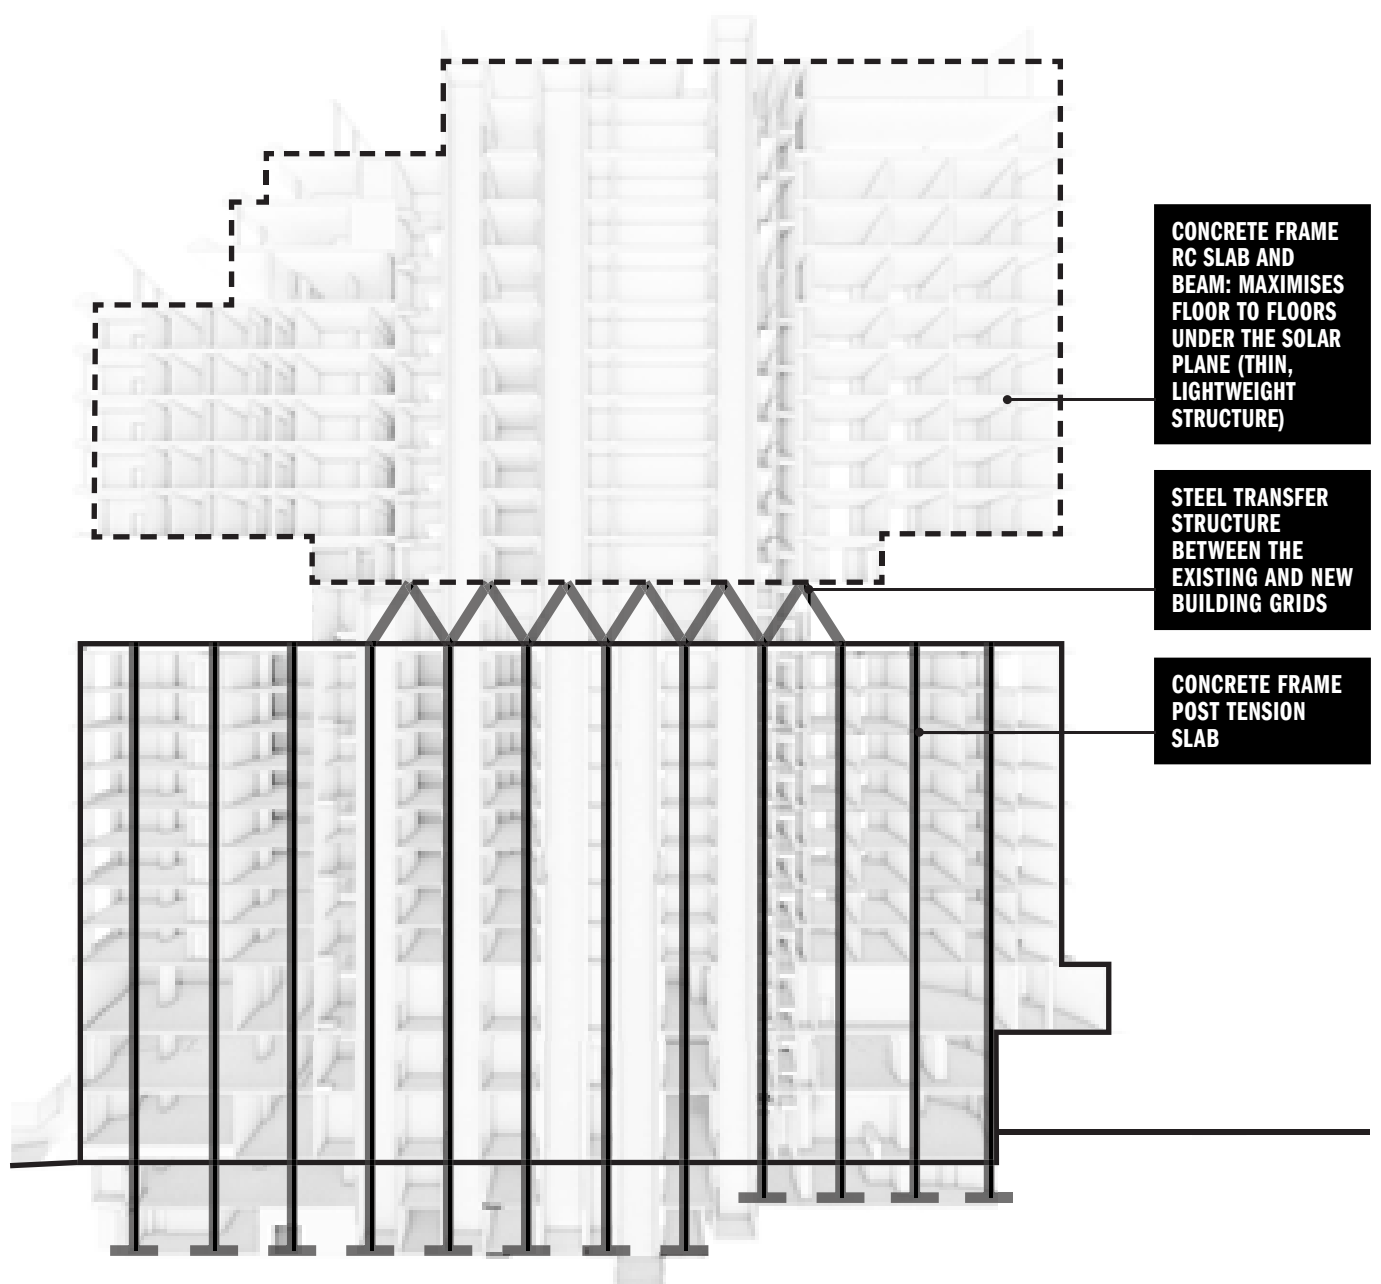 CONCRETE FRAME
RC SLAB AND
BEAM: MAXIMISES
FLOOR TO FLOORS
UNDER THE SOLAR
PLANE (THIN,
LIGHTWEIGHT
STRUCTURE)
STEEL TRANSFER
STRUCTURE
BETWEEN THE
EXISTING AND NEW
BUILDING GRIDS
CONCRETE FRAME
POST TENSION
SLAB